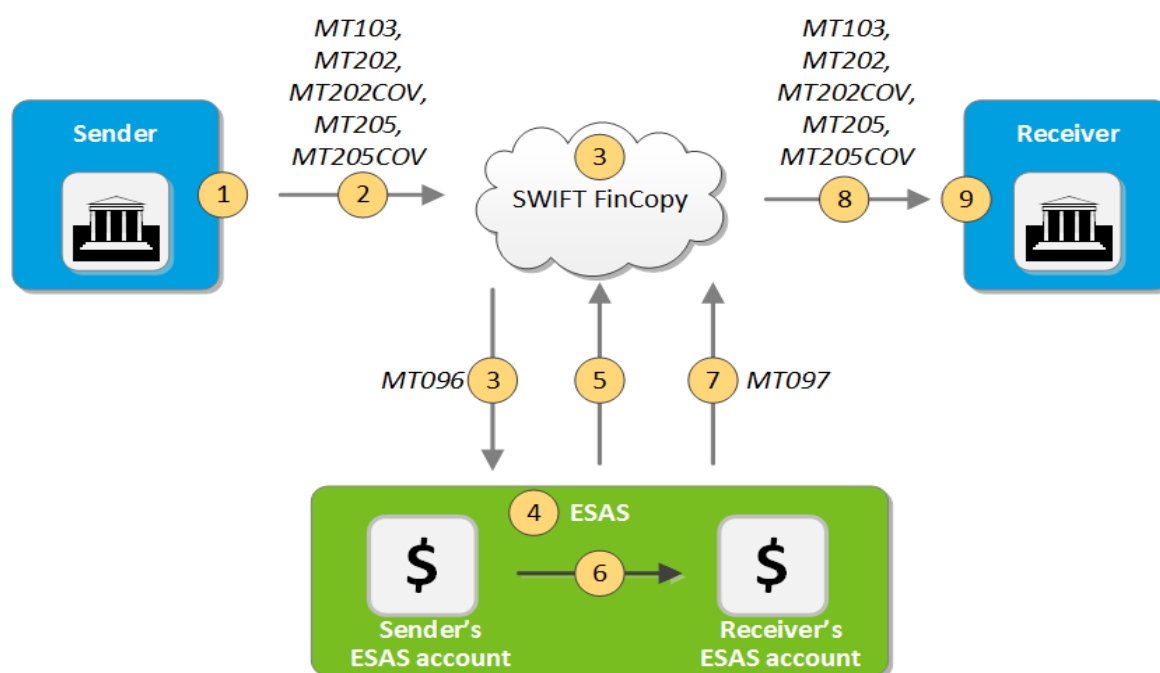 MT103,
MT202,
MT202COV,
MT205,
MT205COV
MT103,
MT202,
MT202COV,
MT205,
MT205COV
Sender
1
2
3
SWIFT FinCopy
8
9
Receiver
MT096
3
5
7
MT097
4
ESAS
$
6
$
Sender's
ESAS account
Receiver’s
ESAS account